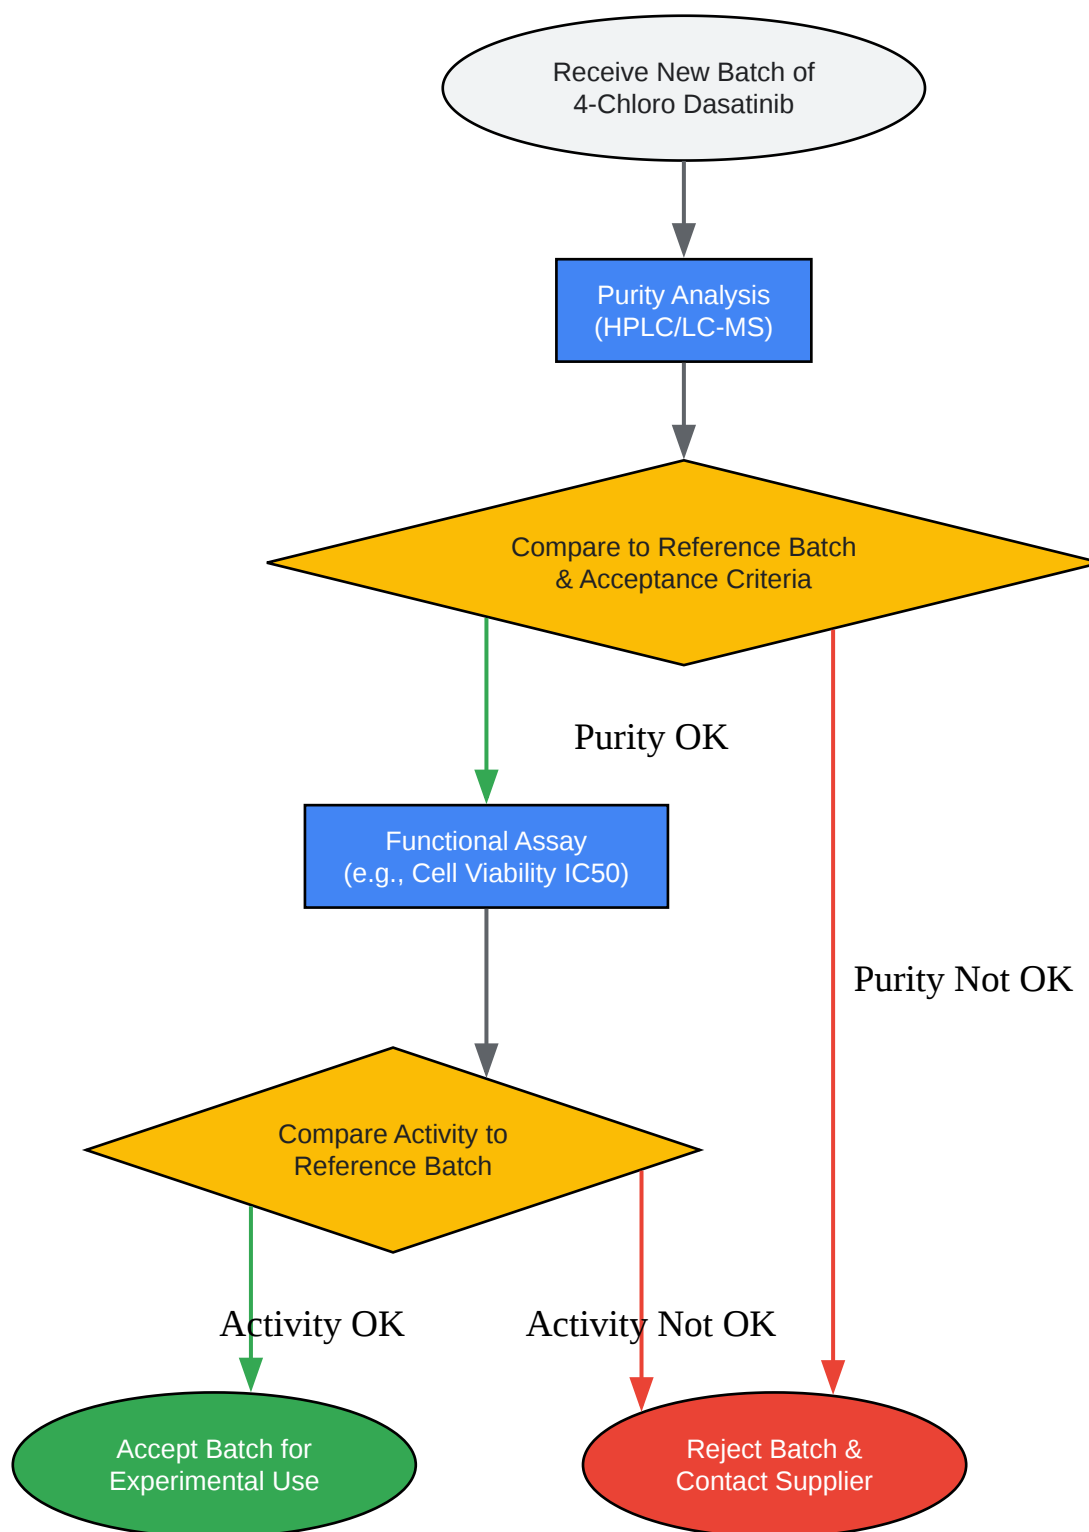 Receive New Batch of
4-Chloro Dasatinib
Purity Analysis
(HPLC/LC-MS)
Compare to Reference Batch
& Acceptance Criteria
Purity OK
Functional Assay
(e.g., Cell Viability IC50)
Purity Not OK
Compare Activity to
Reference Batch
Activity OK
Activity Not OK
Accept Batch for
Experimental Use
Reject Batch &
Contact Supplier